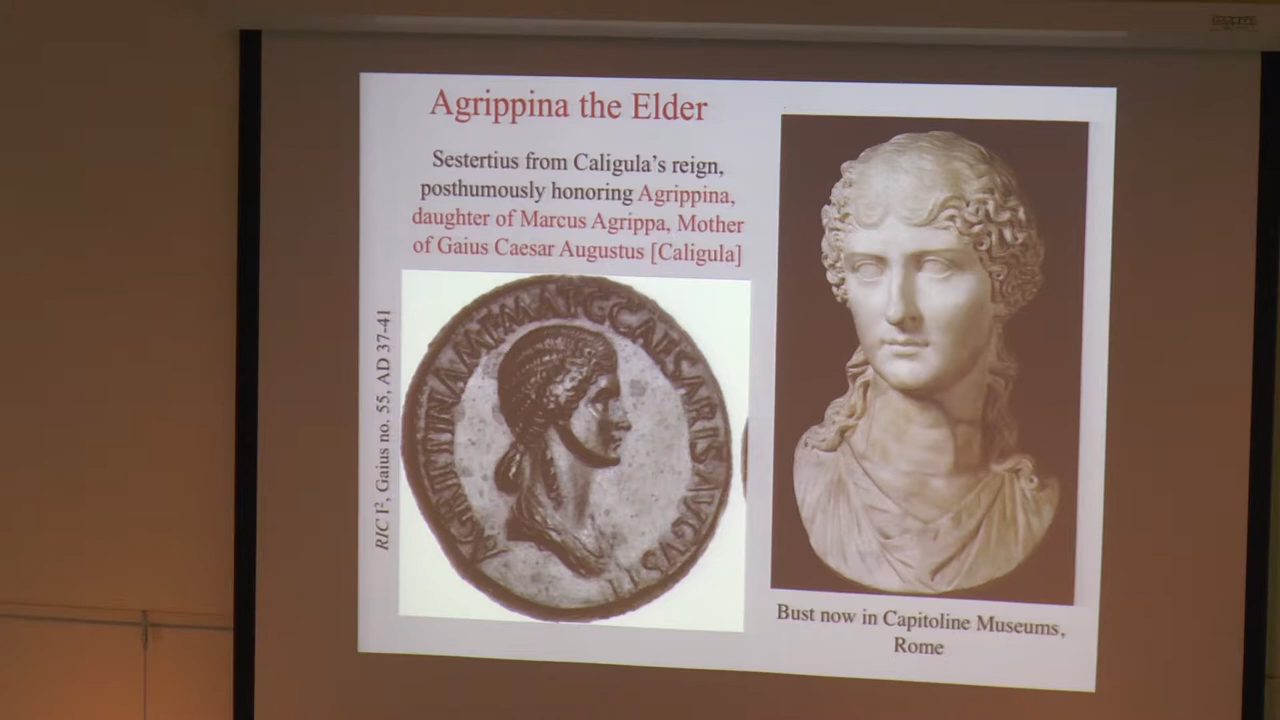 Agrippina the Elder
Sestertius from Caligula's reign,
posthumously honoring Agrippina,
daughter of Marcus Agrippa, Mother
of Gaius Caesar Augustus [Caligula]
RIC I², Gaius no. 55, AD 37-41
AGRIPPINA M F MAT C CAESARIS AVGVSTI
Bust now in Capitoline Museums,
Rome